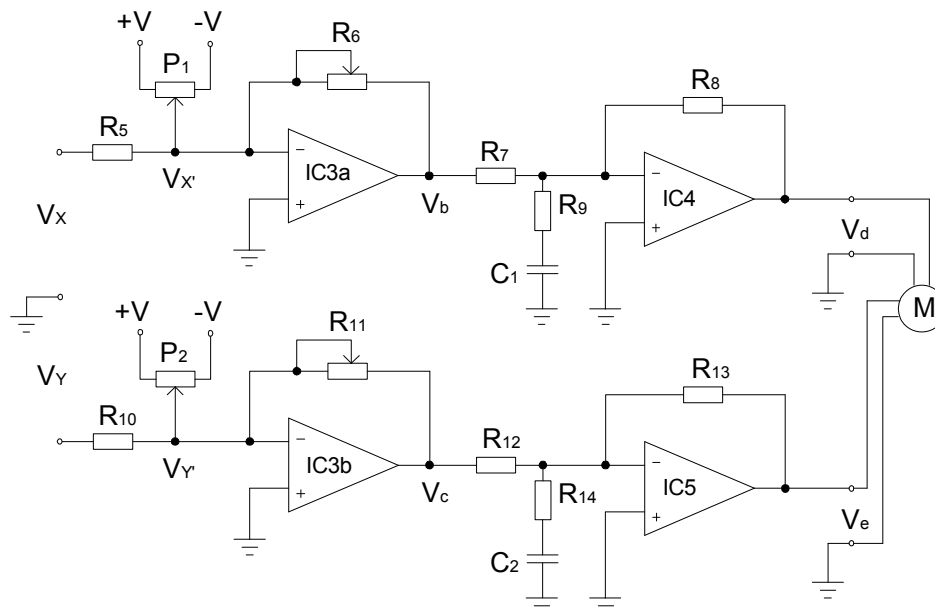 +V -V
P1
R6
R8
R5
IC3a
R7
IC4
VX'
Vb
R9
VX
Vd
C1
M
+V -V
R11
P2
R13
VY
R10
R12
IC3b
IC5
VY'
Vc
R14
Ve
C2